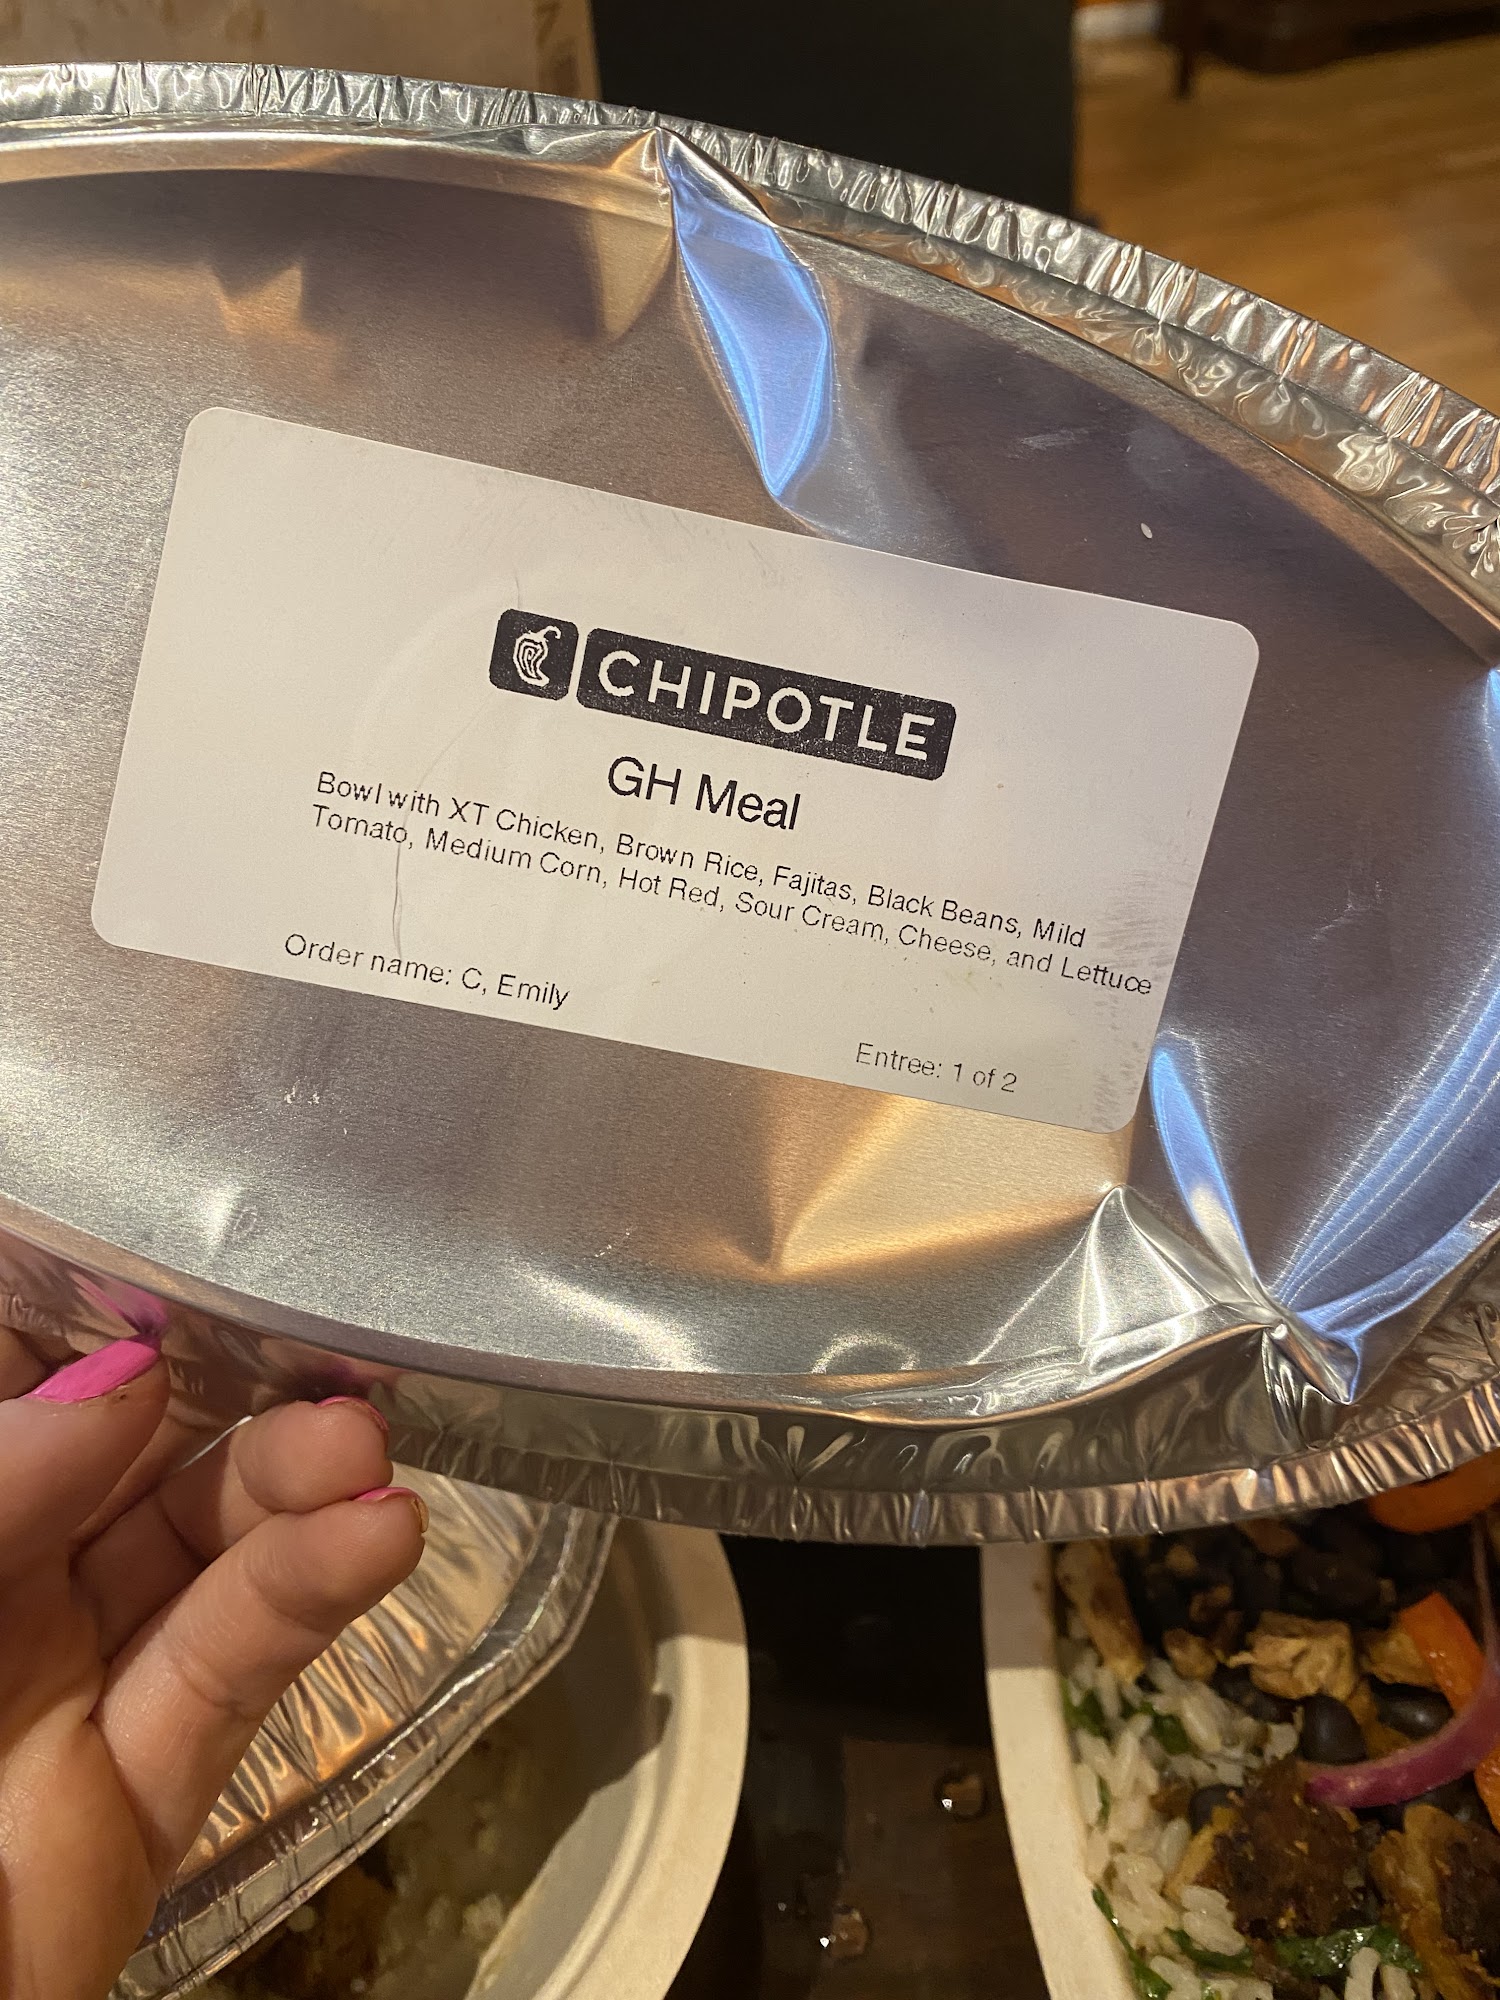 CHIPOTLE
GH Meal
Bowl with XT Chicken, Brown Rice, Fajitas, Black Beans, Mild
Tomato, Medium Corn, Hot Red, Sour Cream, Cheese, and Lettuce
Order name: C, Emily
Entree: 1 of 2